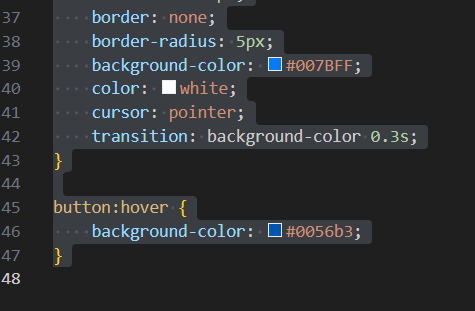 37     border: none;
38     border-radius: 5px;
39     background-color: #007BFF;
40     color: white;
41     cursor: pointer;
42     transition: background-color 0.3s;
43 }
44
45 button:hover {
46     background-color: #0056b3;
47 }
48